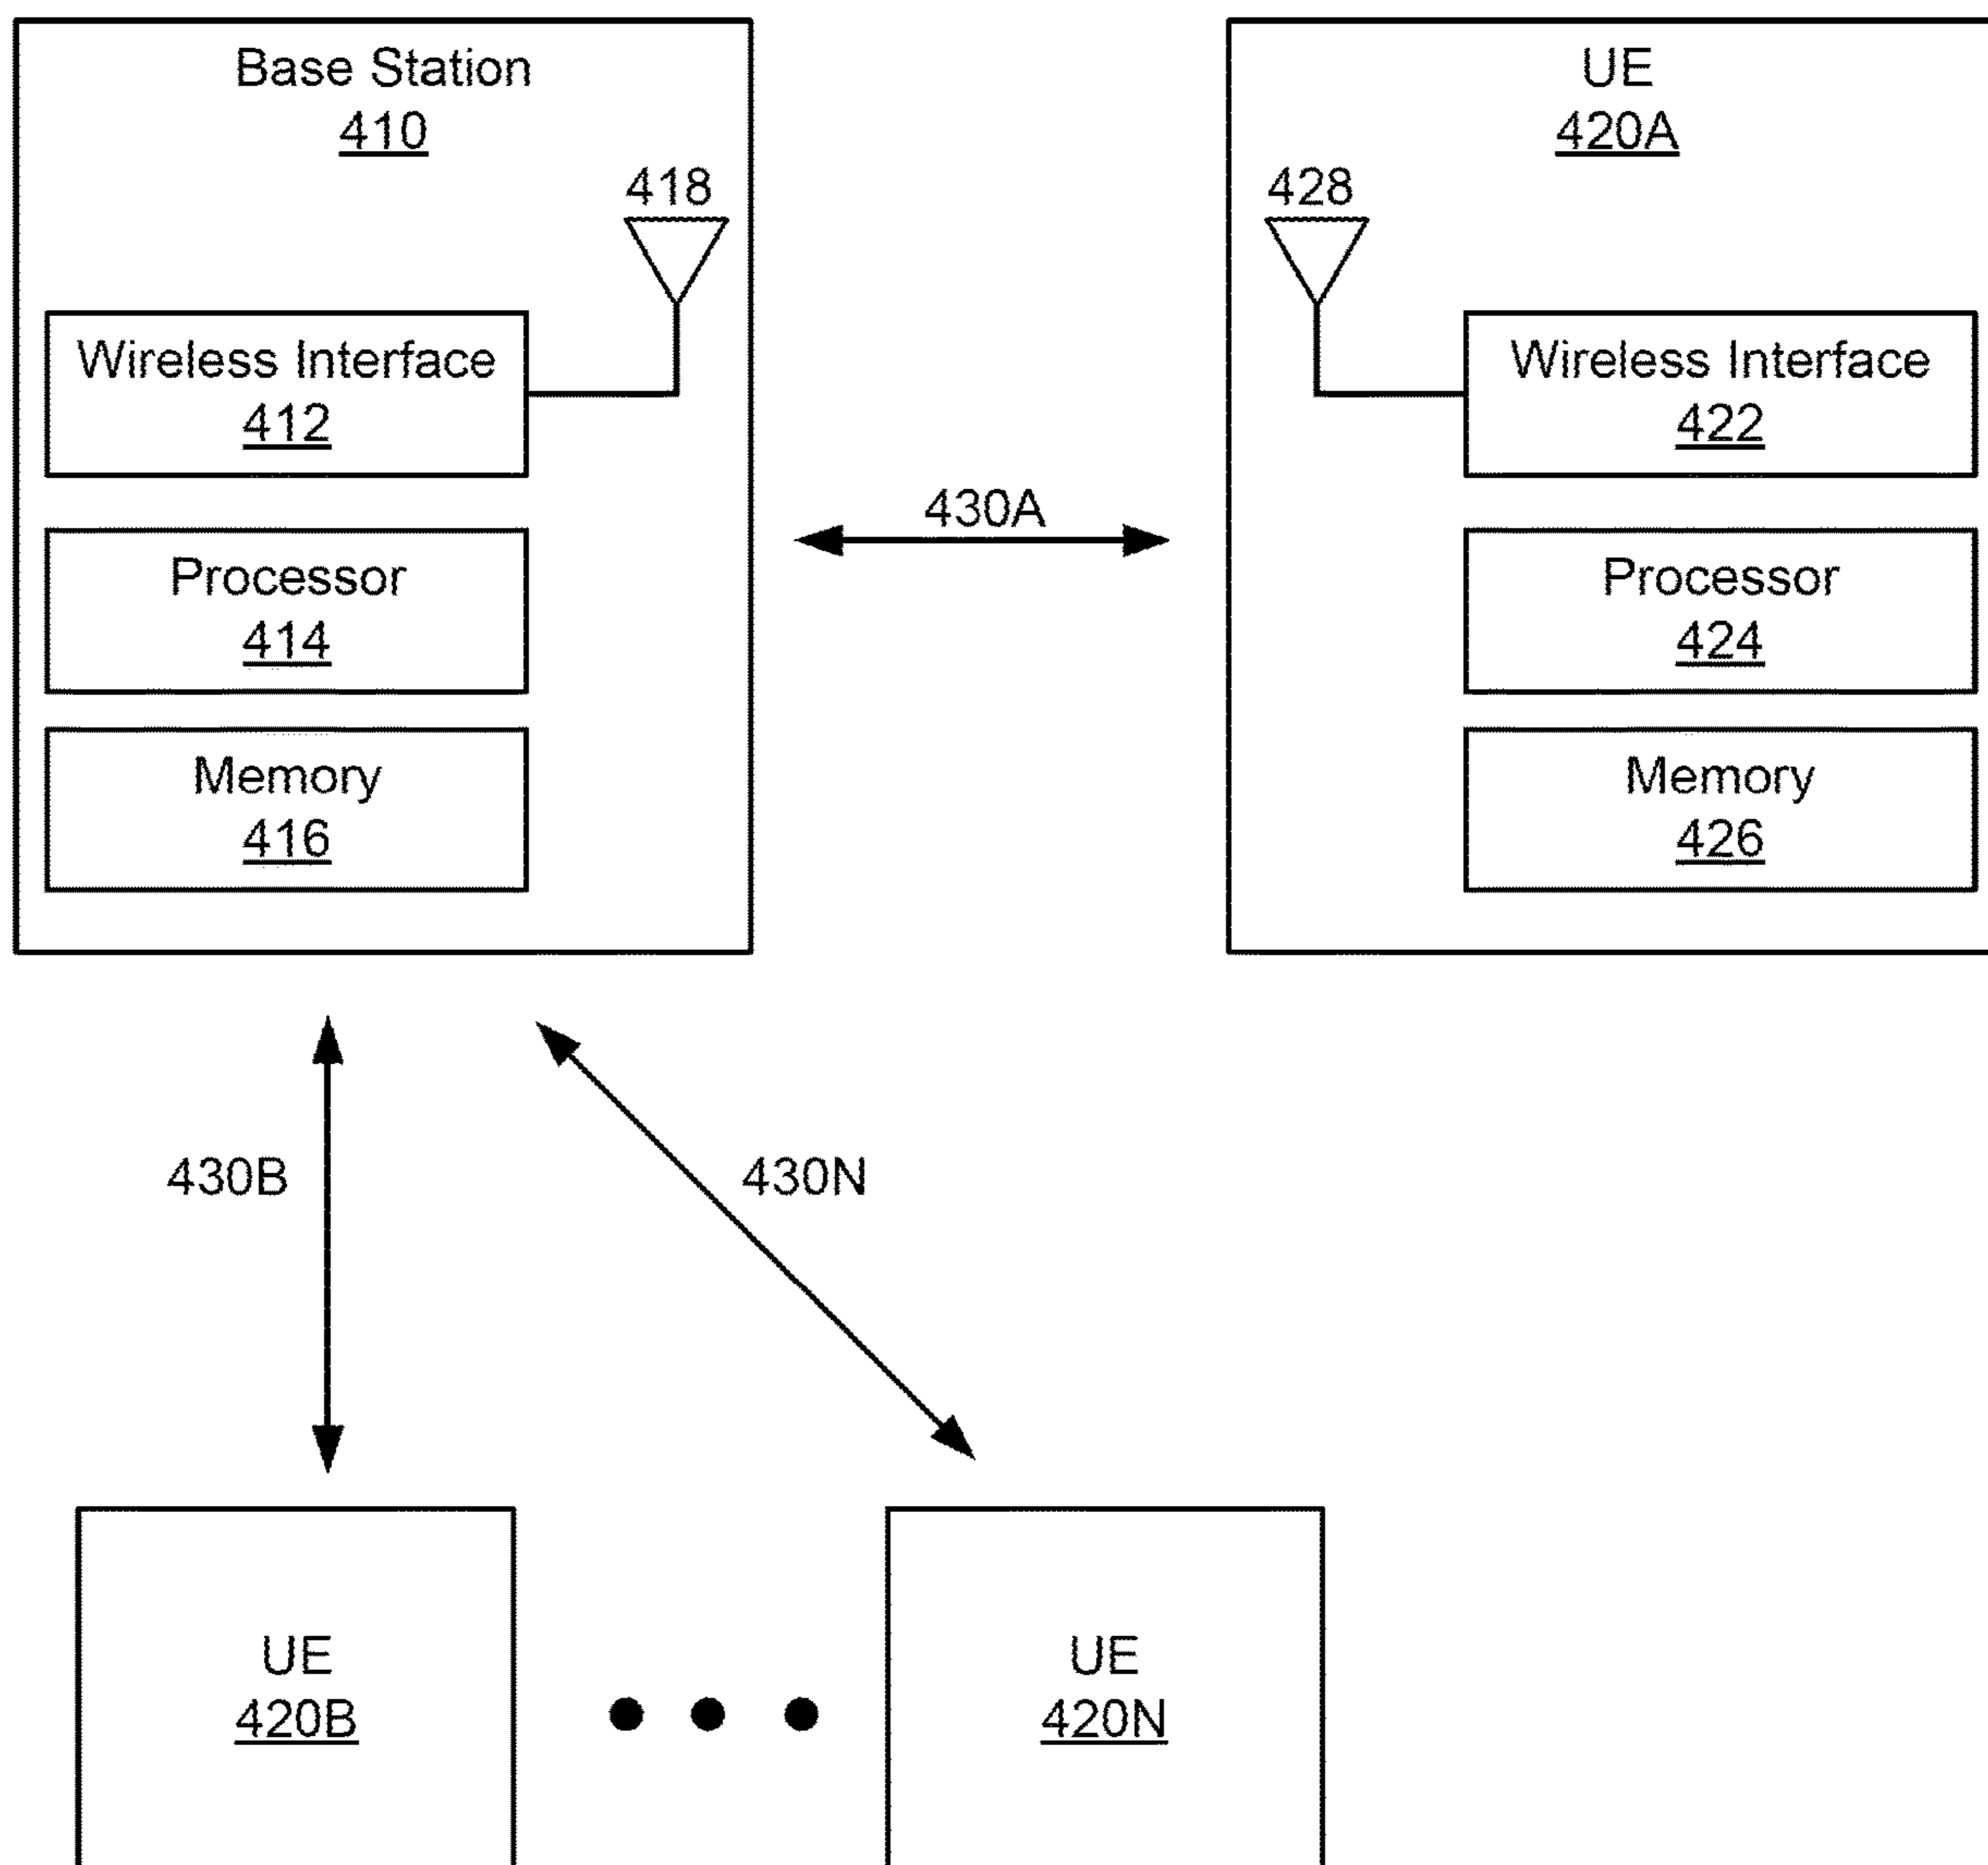 Base Station
410
418
Wireless Interface
412
Processor
414
Memory
416
430A
UE
420A
428
Wireless Interface
422
Processor
424
Memory
426
430B
430N
UE
420B
UE
420N